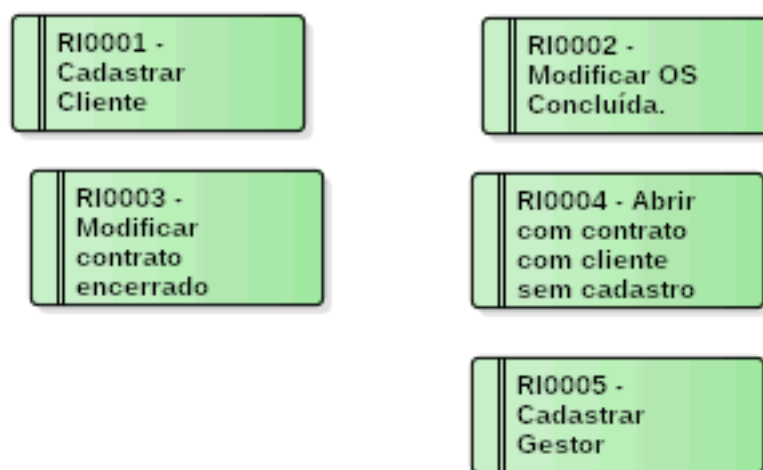 RI0001 -
Cadastrar
Cliente
RI0002 -
Modificar OS
Concluída.
RI0003 -
Modificar
contrato
encerrado
RI0004 - Abrir
com contrato
com cliente
sem cadastro
RI0005 -
Cadastrar
Gestor